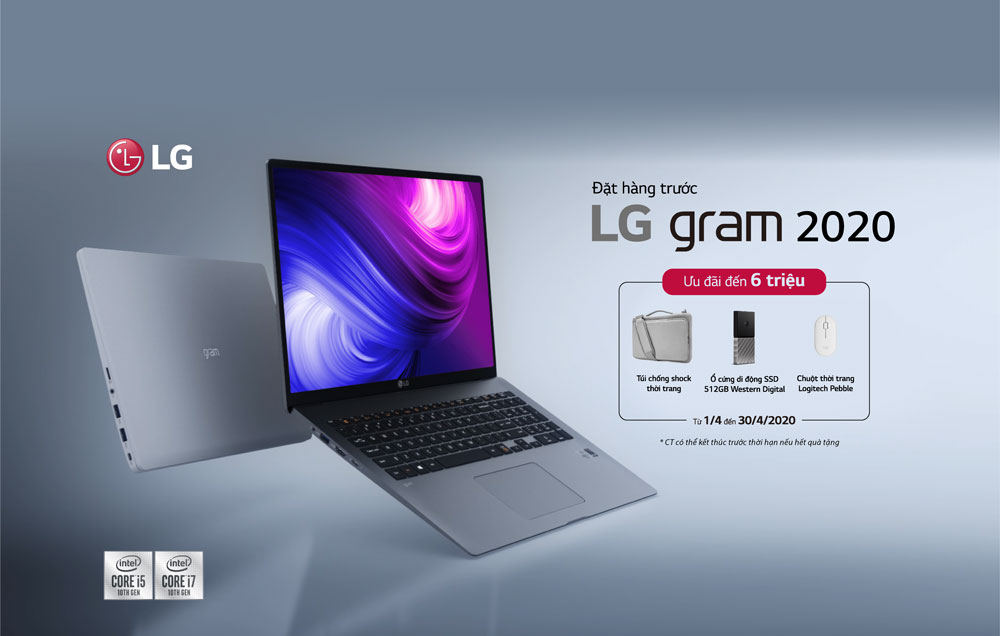 LG
Đặt hàng trước
LG gram 2020
Ưu đãi đến 6 triệu
Túi chống shock
thời trang
Ổ cứng di động SSD
512GB Western Digital
Chuột thời trang
Logitech Pebble
Từ 1/4 đến 30/4/2020
* CT có thể kết thúc trước thời hạn nếu hết quà tặng
gram
LG
intel
CORE i5
10TH GEN
intel
CORE i7
10TH GEN